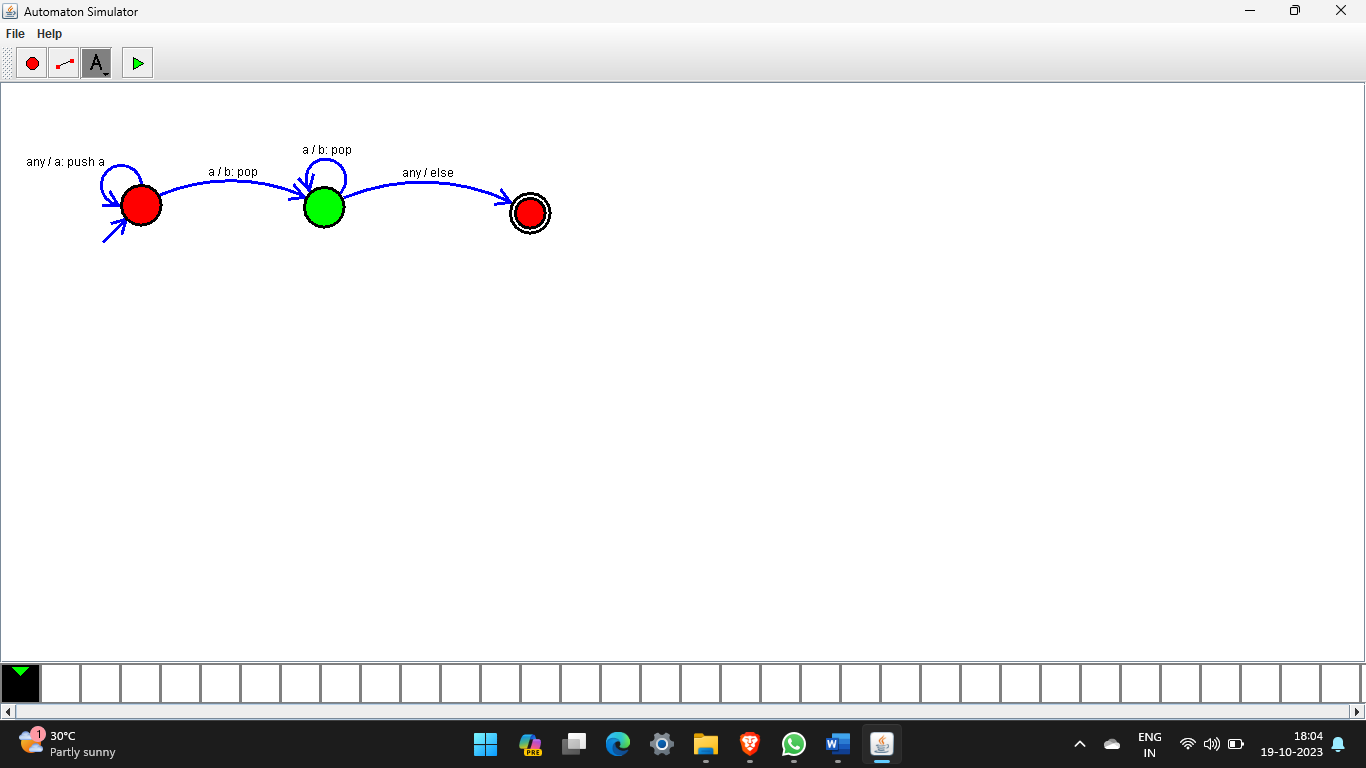 Automaton Simulator
File Help
A
a / b: pop
any / a: push a
a / b: pop
any / else
1
30°C
Partly sunny
PRE
W
ENG
IN
18:04
19-10-2023